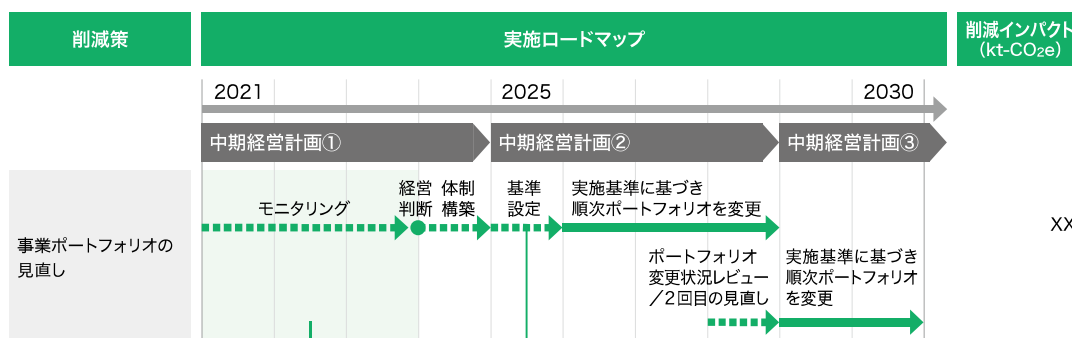 削減策
実施ロードマップ
削減インパクト
（kt-CO₂e）
2021
2025
2030
中期経営計画①
中期経営計画②
中期経営計画③
モニタリング
経営
判断
体制
構築
基準
設定
実施基準に基づき
順次ポートフォリオを変更
事業ポートフォリオの
見直し
XX
ポートフォリオ
変更状況レビュー
／2回目の見直し
実施基準に基づき
順次ポートフォリオ
を変更